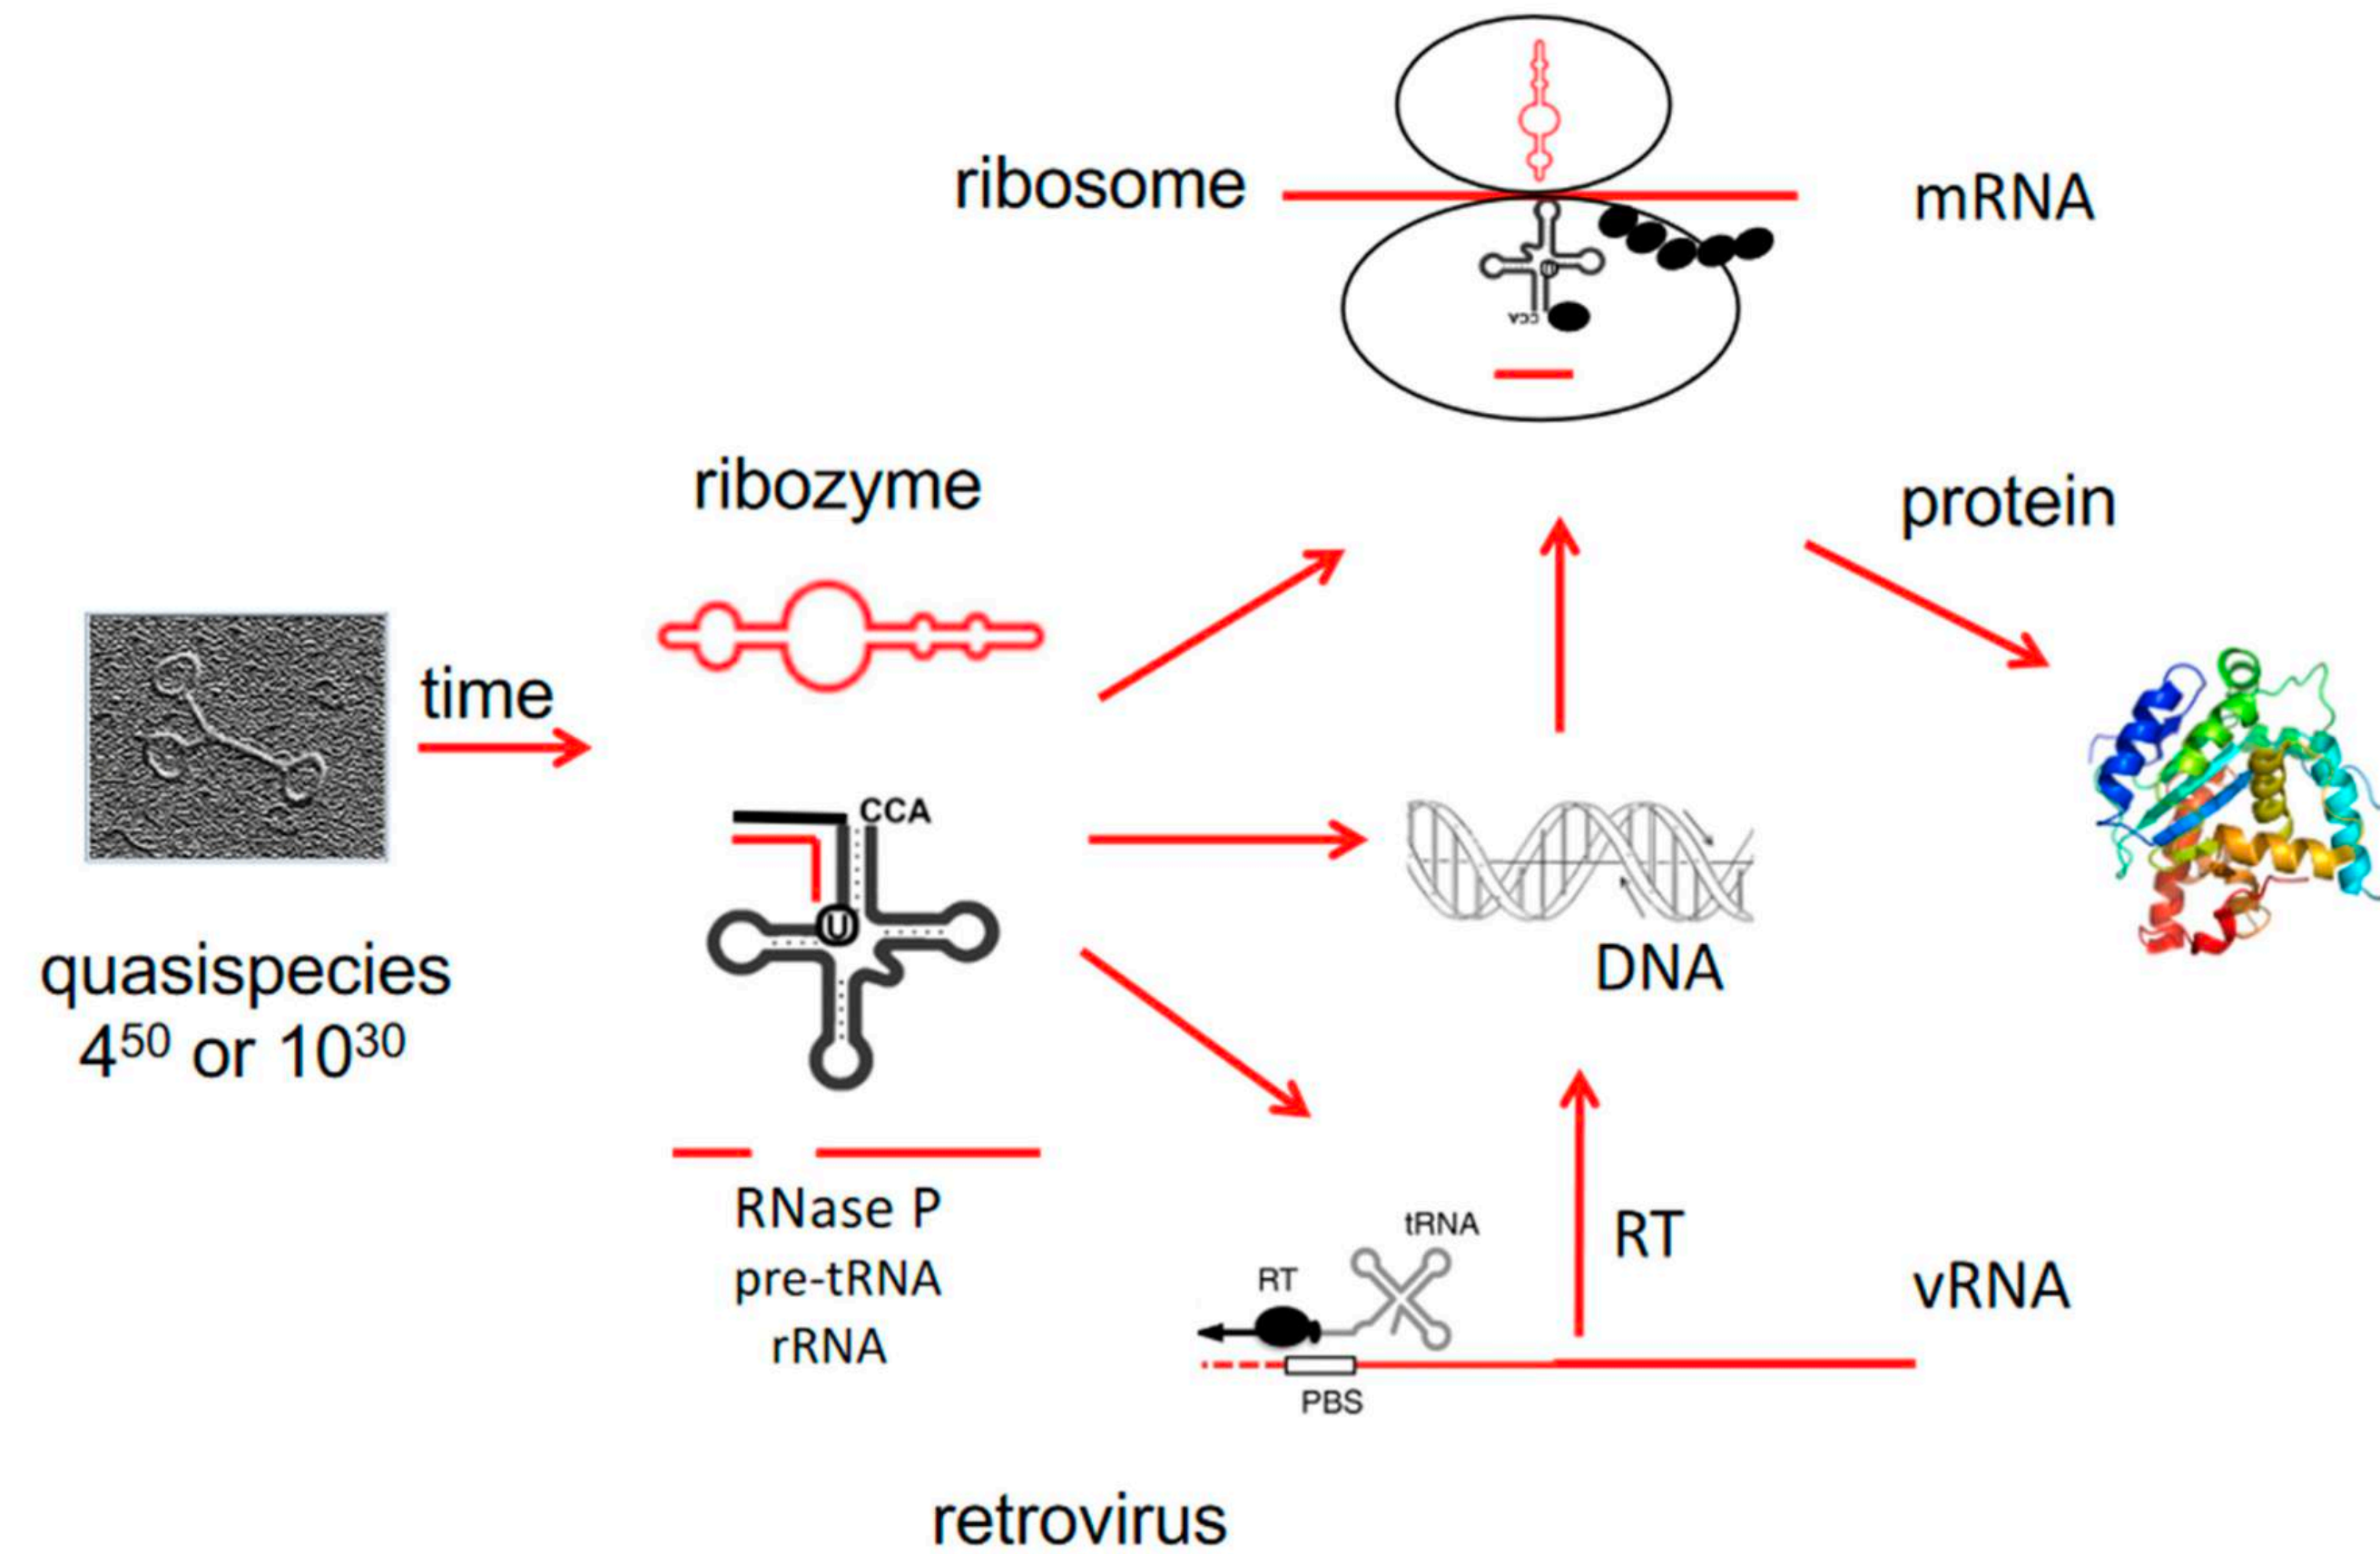 ribosome
mRNA
CCA
ribozyme
protein
time
CCA
U
quasispecies
4⁵⁰ or 10³⁰
DNA
RNase P
pre-tRNA
rRNA
tRNA
RT
RT
vRNA
PBS
retrovirus